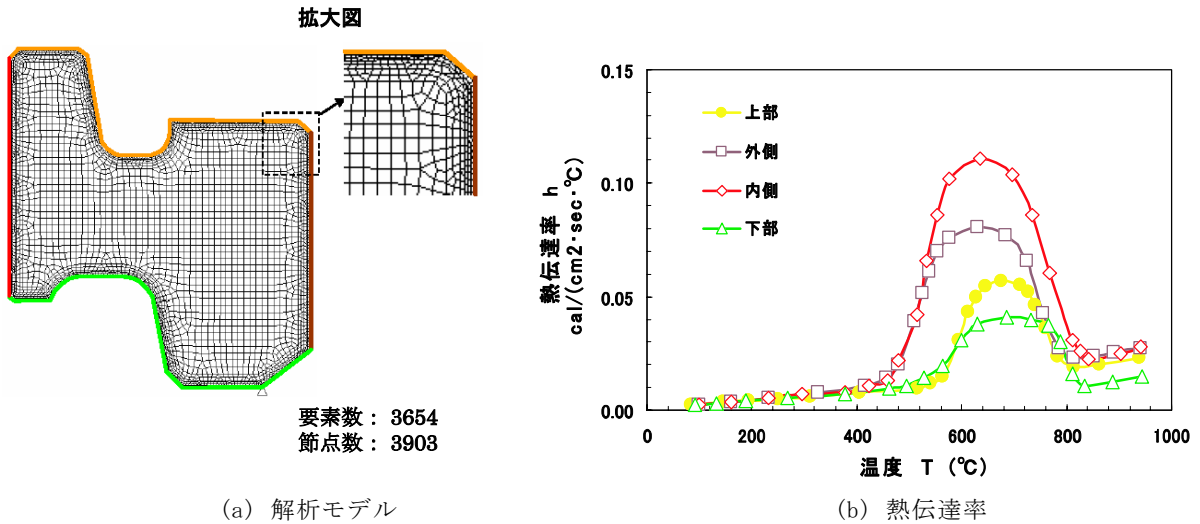 拡大図
要素数： 3654
節点数： 3903
(a) 解析モデル
熱伝達率 h
cal/(cm2･sec･℃)
0.15
0.10
0.05
0.00
上部
外側
内側
下部
0 200 400 600 800 1000
温度 T (℃)
(b) 熱伝達率